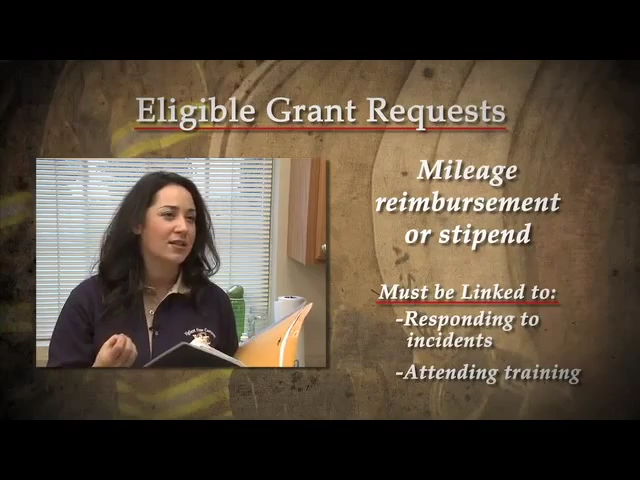 Eligible Grant Requests
Mileage
reimbursement
or stipend
Must be Linked to:
-Responding to
incidents
-Attending training